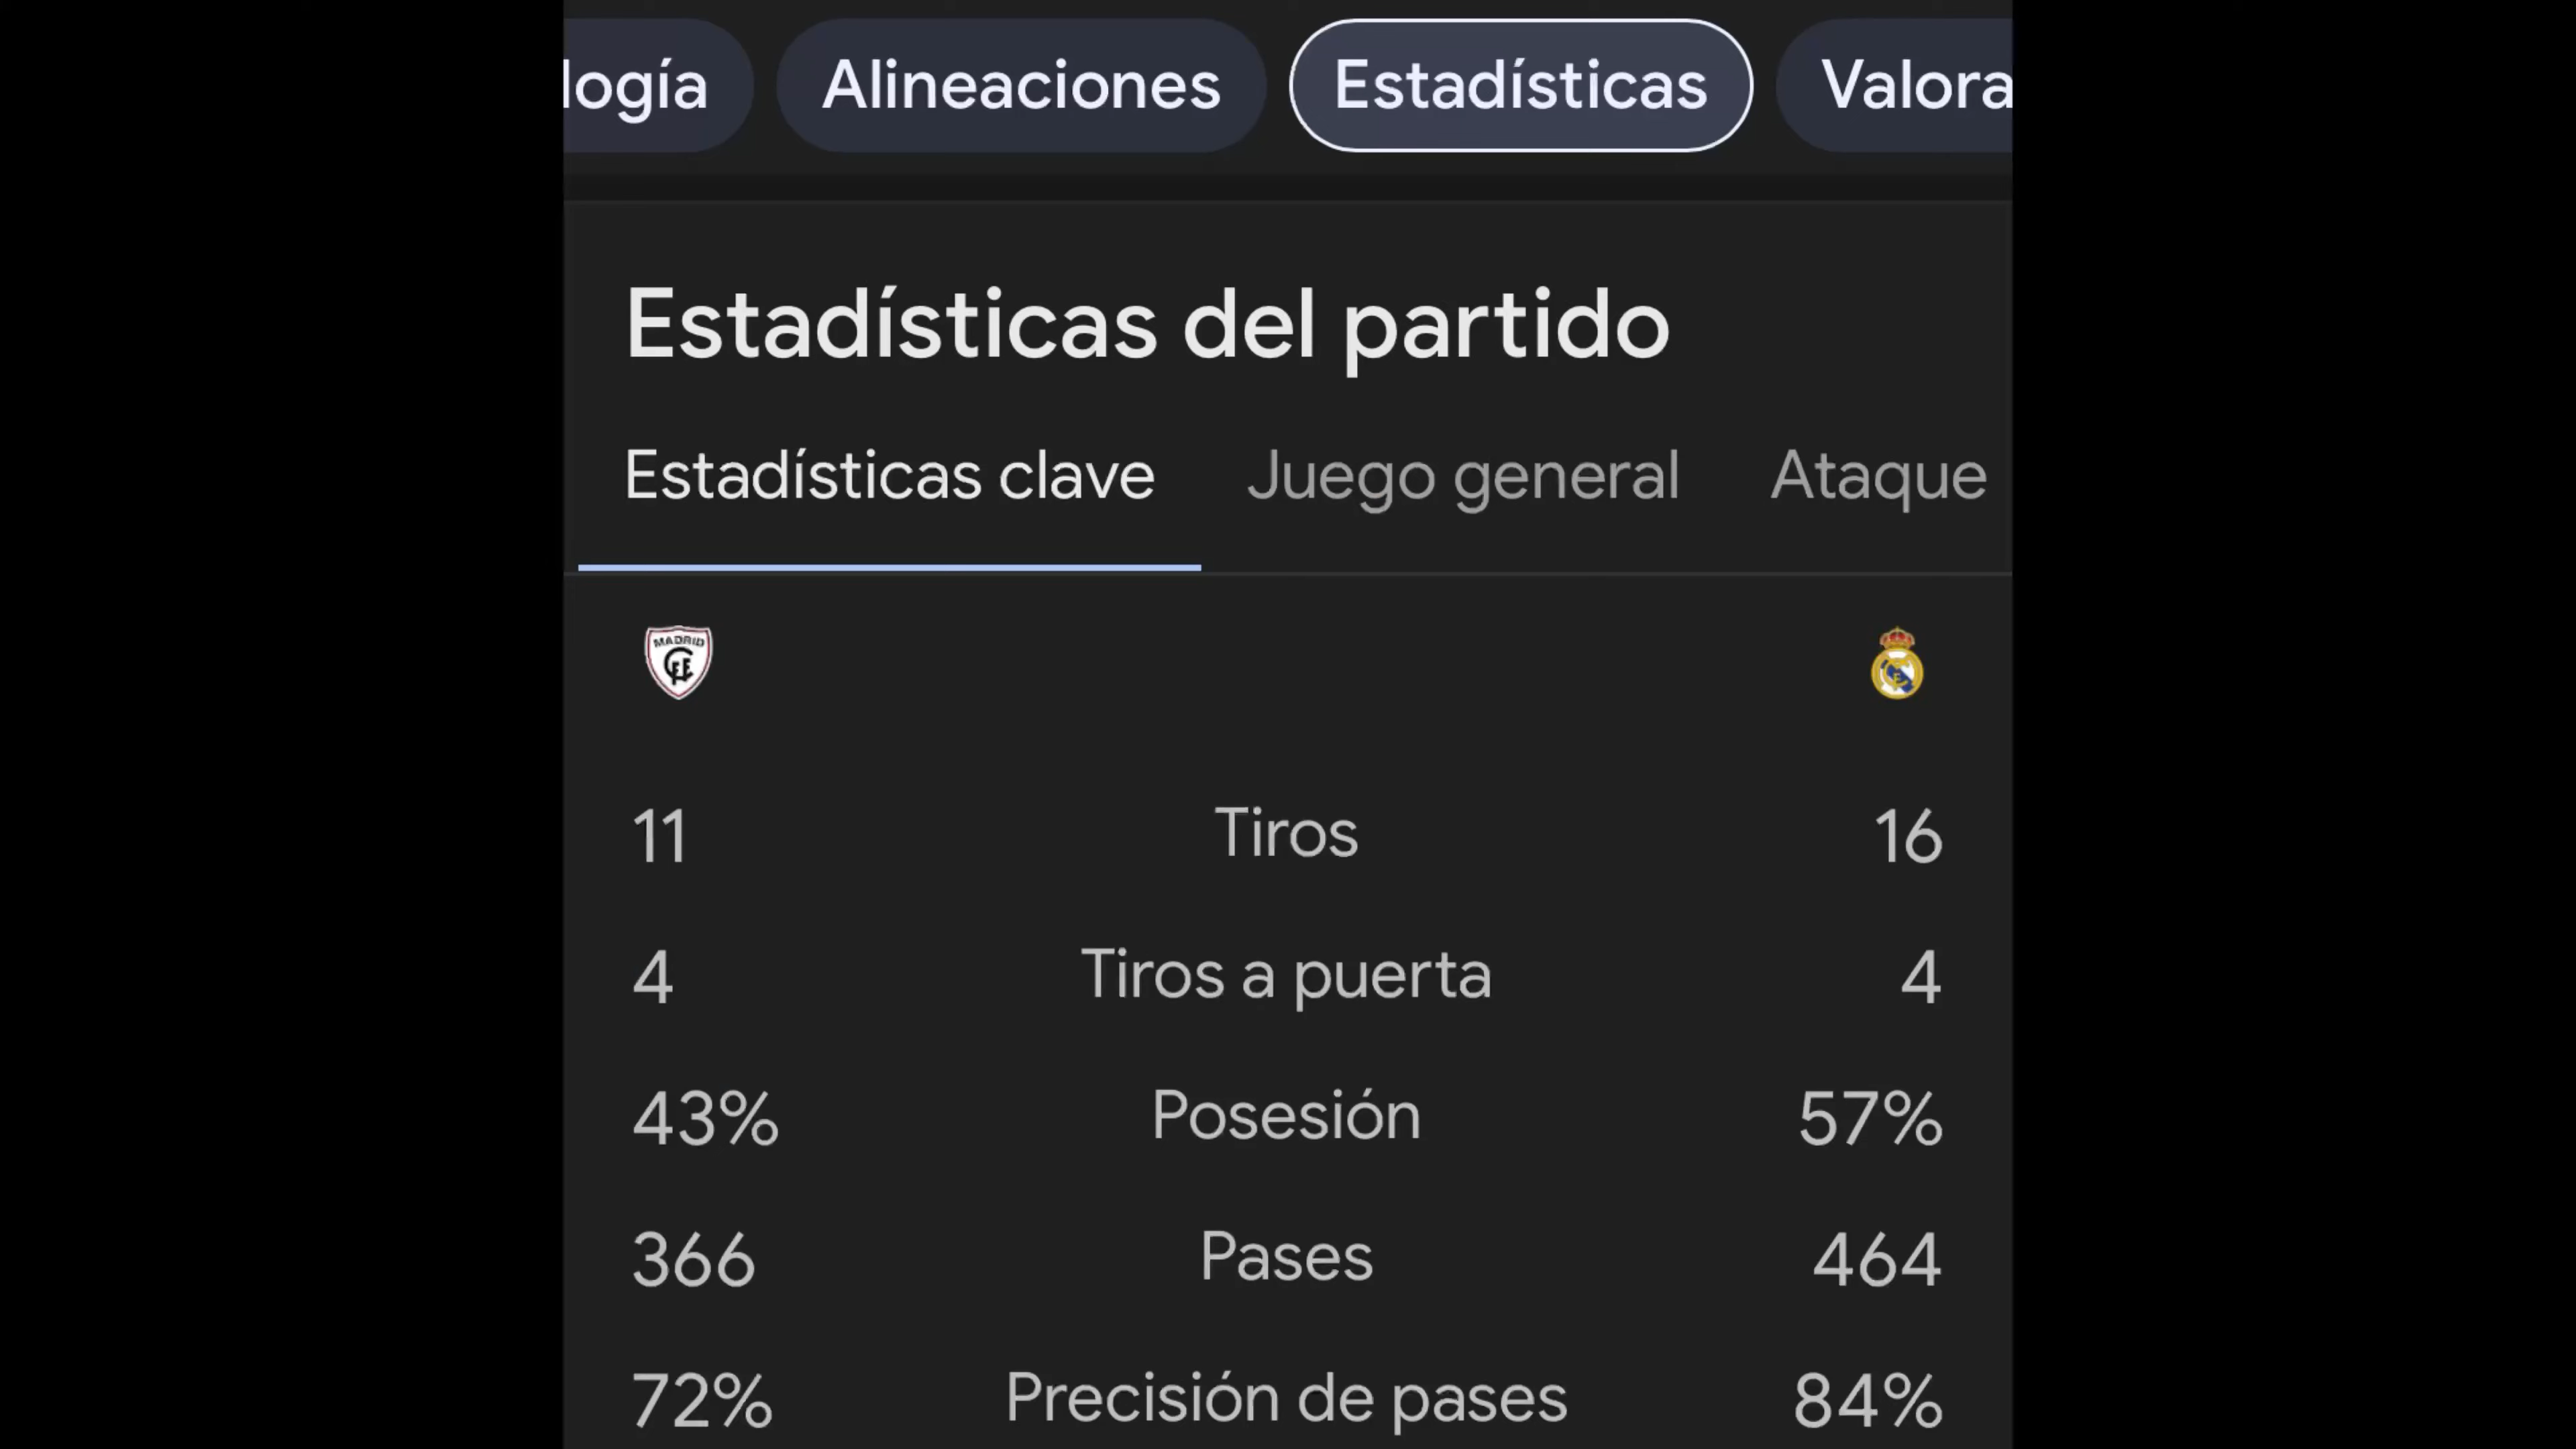 logía Alineaciones Estadísticas Valora
Estadísticas del partido
Estadísticas clave Juego general Ataque
MADRID
11 Tiros 16
4 Tiros a puerta 4
43% Posesión 57%
366 Pases 464
72% Precisión de pases 84%